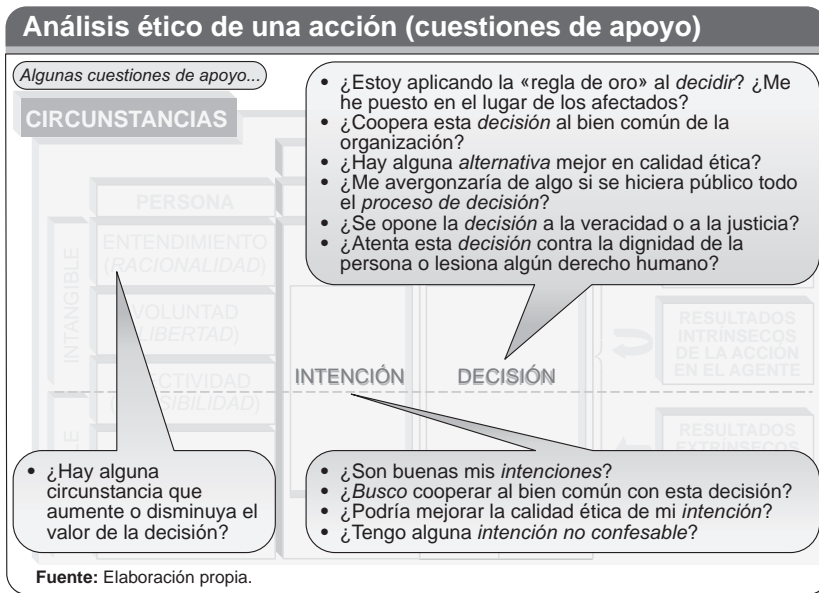 Análisis ético de una acción (cuestiones de apoyo)
Algunas cuestiones de apoyo...
CIRCUNSTANCIAS
• ¿Estoy aplicando la «regla de oro» al decidir? ¿Me
he puesto en el lugar de los afectados?
• ¿Coopera esta decisión al bien común de la
organización?
• ¿Hay alguna alternativa mejor en calidad ética?
• ¿Me avergonzaría de algo si se hiciera público todo
el proceso de decisión?
• ¿Se opone la decisión a la veracidad o a la justicia?
• ¿Atenta esta decisión contra la dignidad de la
persona o lesiona algún derecho humano?
PERSONA
INTANGIBLE
ENTENDIMIENTO
(RACIONALIDAD)
VOLUNTAD
LIBERTAD)
RESULTADOS
INTRÍNSECOS
DE LA ACCIÓN
EN EL AGENTE
INTENCIÓN
DECISIÓN
RESULTADOS
EXTRÍNSECOS
• ¿Hay alguna
circunstancia que
aumente o disminuya el
valor de la decisión?
• ¿Son buenas mis intenciones?
• ¿Busco cooperar al bien común con esta decisión?
• ¿Podría mejorar la calidad ética de mi intención?
• ¿Tengo alguna intención no confesable?
Fuente: Elaboración propia.